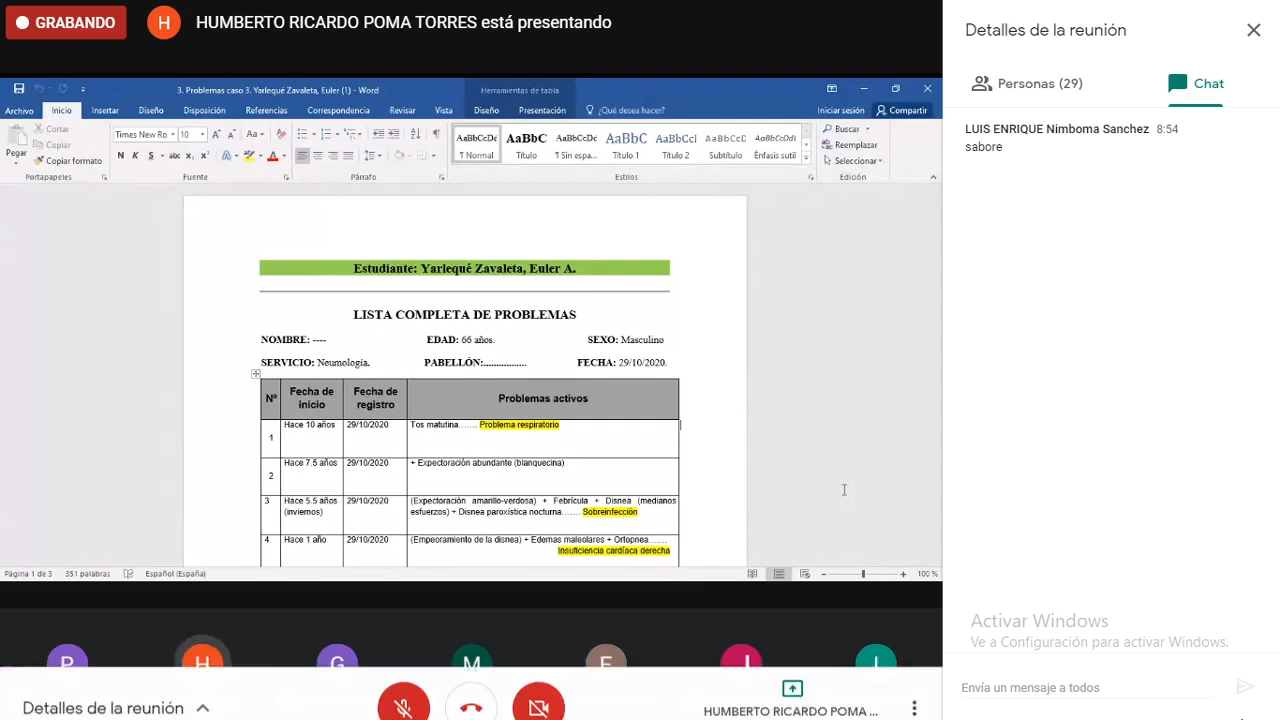 GRABANDO
H
HUMBERTO RICARDO POMA TORRES está presentando
3. Problemas caso 3. Yarlequé Zavaleta, Euler (1) - Word
Herramientas de tabla
Archivo Inicio Insertar Diseño Disposición Referencias Correspondencia Revisar Vista Diseño Presentación ¿Qué desea hacer? Iniciar sesión Compartir
Pegar
Cortar
Copiar
Copiar formato
Portapapeles
Times New Ro 10
N K S abc x₂ x²
Fuente
Párrafo
AaBbCcDc AaBbC AaBbCcDc AaBbC AaBbCcI AaBbCcC AaBbCcDdI
¶ Normal Título ¶ Sin espa... ¶ Título 1 ¶ Título 2 Subtítulo Énfasis sutil
Estilos
Buscar
Reemplazar
Seleccionar
Edición
Estudiante: Yarlequé Zavaleta, Euler A.
LISTA COMPLETA DE PROBLEMAS
NOMBRE: ---- EDAD: 66 años. SEXO: Masculino
SERVICIO: Neumología. PABELLÓN:................ FECHA: 29/10/2020.
Nº Fecha de inicio Fecha de registro Problemas activos
1 Hace 10 años 29/10/2020 Tos matutina....... Problema respiratorio
2 Hace 7.5 años 29/10/2020 + Expectoración abundante (blanquecina)
3 Hace 5.5 años 29/10/2020 (Expectoración amarillo-verdosa) + Febrícula + Disnea (medianos
(inviernos) esfuerzos) + Disnea paroxística nocturna....... Sobreinfección
4 Hace 1 año 29/10/2020 (Empeoramiento de la disnea) + Edemas maleolares + Ortopnea.......
Insuficiencia cardíaca derecha
Página 1 de 3 351 palabras Español (España) 100 %
P H G M E J
Detalles de la reunión
HUMBERTO RICARDO POMA ...
Detalles de la reunión
Personas (29) Chat
LUIS ENRIQUE Nimboma Sanchez 8:54
sabore
Activar Windows
Ve a Configuración para activar Windows.
Envía un mensaje a todos